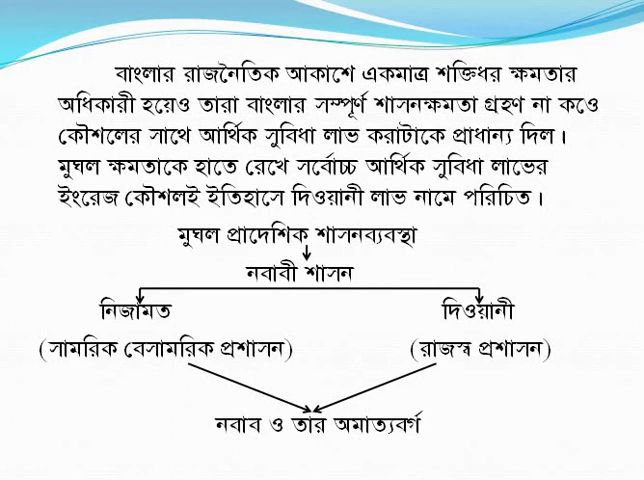 বাংলার রাজনৈতিক আকাশে একমাত্র শক্তিধর ক্ষমতার
অধিকারী হয়েও তারা বাংলার সম্পূর্ণ শাসনক্ষমতা গ্রহণ না কওে
কৌশলের সাথে আর্থিক সুবিধা লাভ করাটাকে প্রাধান্য দিল।
মুঘল ক্ষমতাকে হাতে রেখে সর্বোচ্চ আর্থিক সুবিধা লাভের
ইংরেজ কৌশলই ইতিহাসে দিওয়ানী লাভ নামে পরিচিত।
মুঘল প্রাদেশিক শাসনব্যবস্থা
নবাবী শাসন
নিজামত দিওয়ানী
(সামরিক বেসামরিক প্রশাসন) (রাজস্ব প্রশাসন)
নবাব ও তার অমাত্যবর্গ